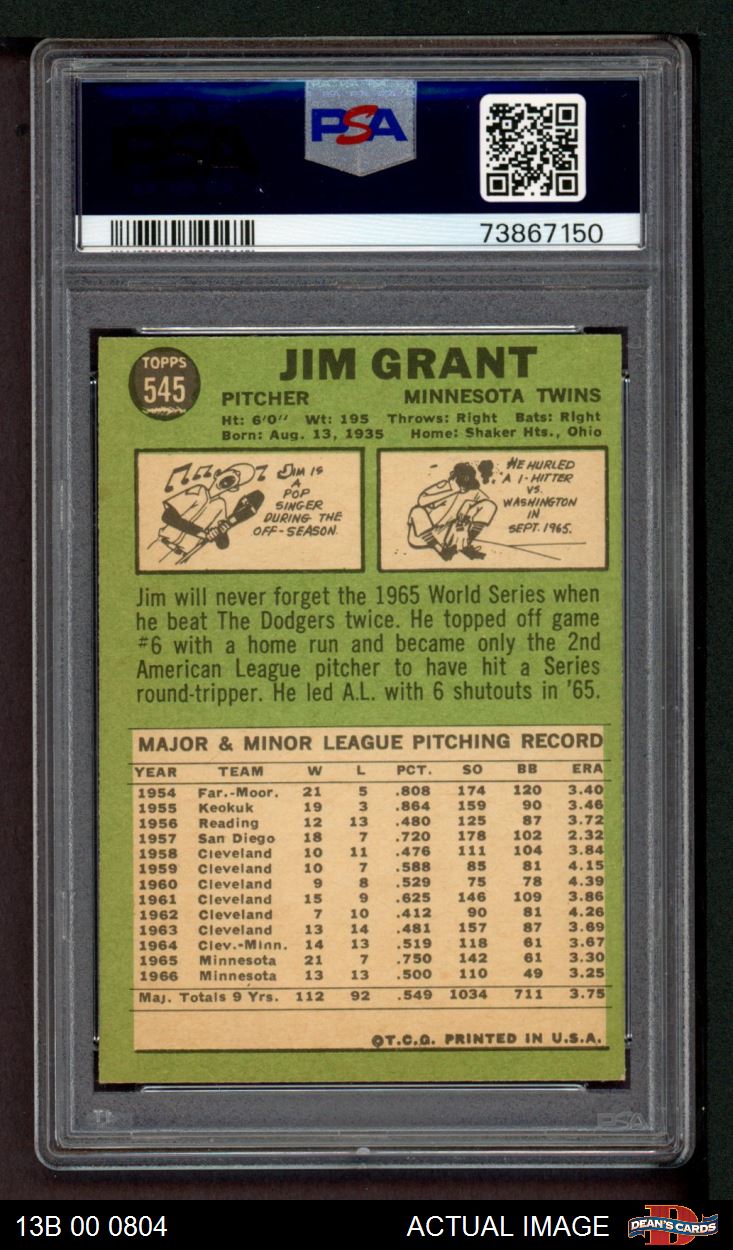 PSA
73867150
TOPPS
545
JIM GRANT
PITCHER MINNESOTA TWINS
Ht: 6'0" Wt: 195 Throws: Right Bats: Right
Born: Aug. 13, 1935 Home: Shaker Hts., Ohio
JIM IS
A
POP
SINGER
DURING THE
OFF-SEASON.
HE HURLED
A 1-HITTER
VS.
WASHINGTON
IN
SEPT. 1965.
Jim will never forget the 1965 World Series when
he beat The Dodgers twice. He topped off game
#6 with a home run and became only the 2nd
American League pitcher to have hit a Series
round-tripper. He led A.L. with 6 shutouts in '65.
MAJOR & MINOR LEAGUE PITCHING RECORD
YEAR TEAM W L PCT. SO BB ERA
1954 Far.-Moor. 21 5 .808 174 120 3.40
1955 Keokuk 19 3 .864 159 90 3.46
1956 Reading 12 13 .480 125 87 3.72
1957 San Diego 18 7 .720 178 102 2.32
1958 Cleveland 10 11 .476 111 104 3.84
1959 Cleveland 10 7 .588 85 81 4.15
1960 Cleveland 9 8 .529 75 78 4.39
1961 Cleveland 15 9 .625 146 109 3.86
1962 Cleveland 7 10 .412 90 81 4.26
1963 Cleveland 13 14 .481 157 87 3.69
1964 Clev.-Minn. 14 13 .519 118 61 3.67
1965 Minnesota 21 7 .750 142 61 3.30
1966 Minnesota 13 13 .500 110 49 3.25
Maj. Totals 9 Yrs. 112 92 .549 1034 711 3.75
©T.C.G. PRINTED IN U.S.A.
PSA
13B 00 0804 ACTUAL IMAGE DEAN'S CARDS